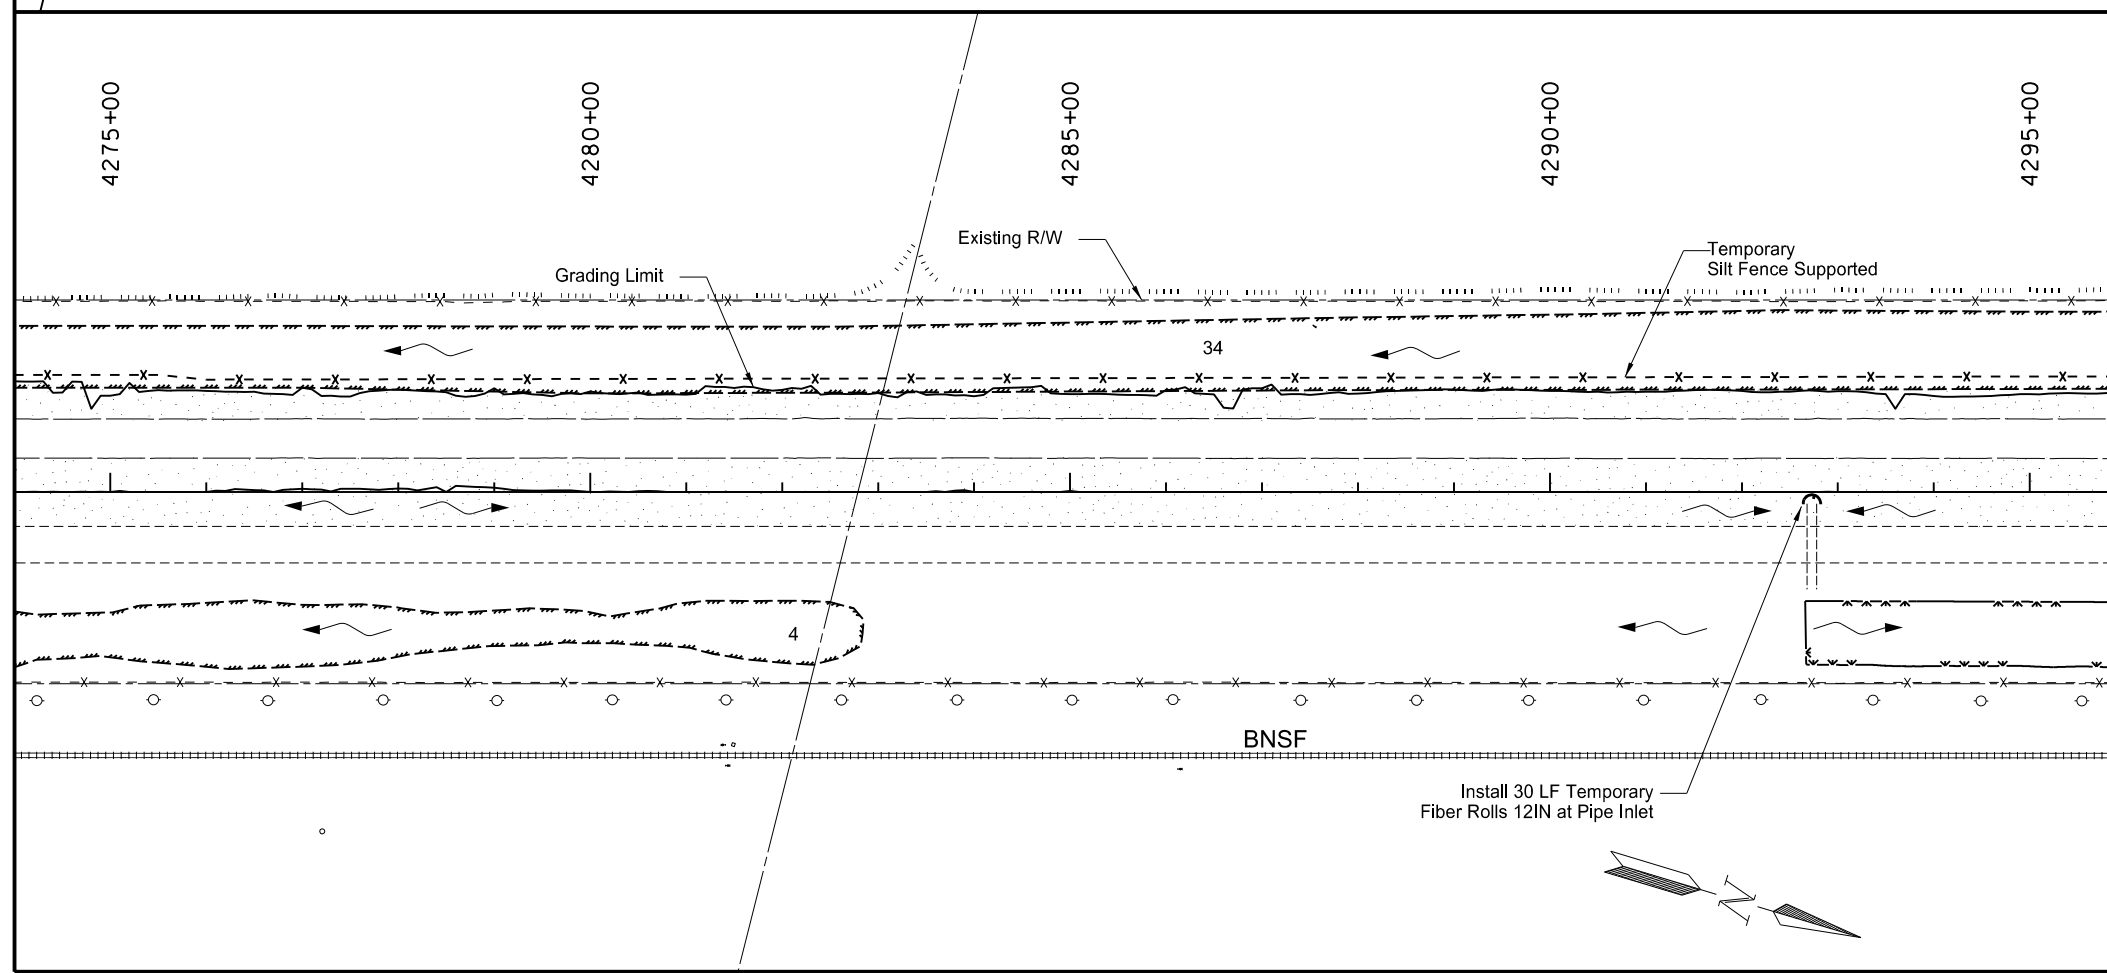 4275+00
4280+00
4285+00
4290+00
4295+00
Existing R/W
Temporary
Silt Fence Supported
Grading Limit
34
4
BNSF
Install 30 LF Temporary
Fiber Rolls 12IN at Pipe Inlet
N